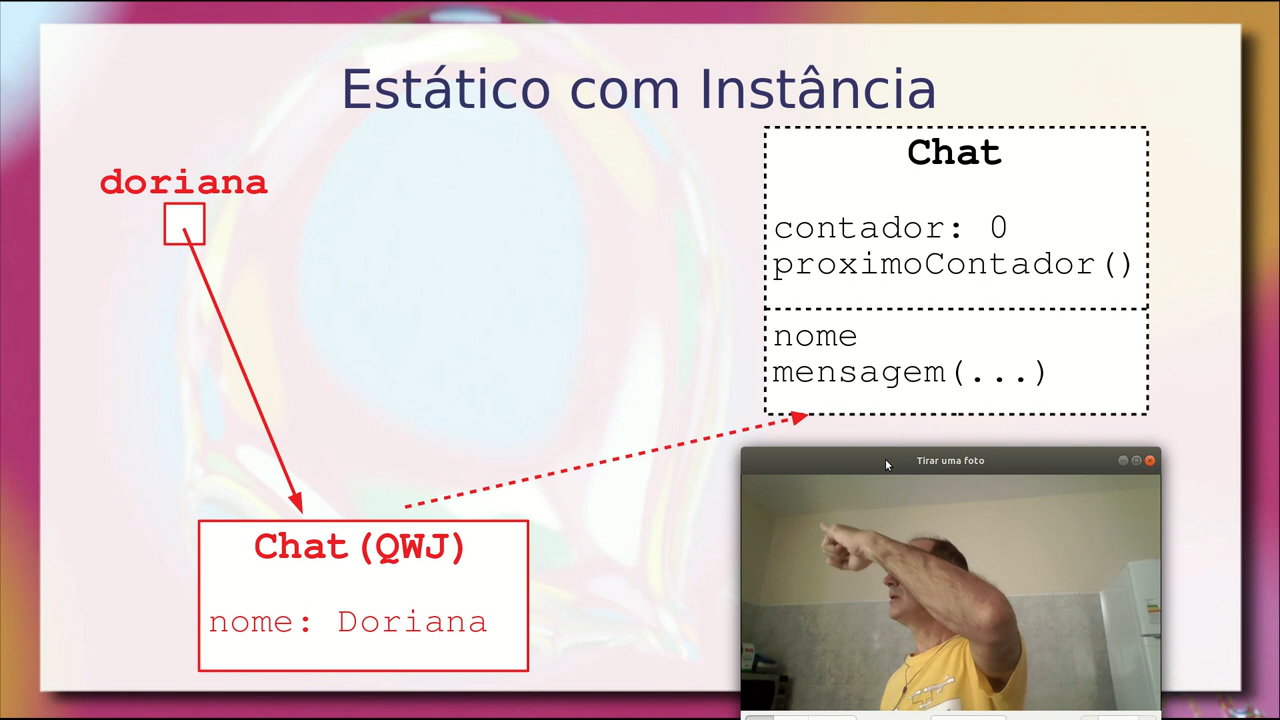 Estático com Instância
doriana
Chat
contador: 0
proximoContador()
nome
mensagem(...)
Tirar uma foto
Chat(QWJ)
nome: Doriana